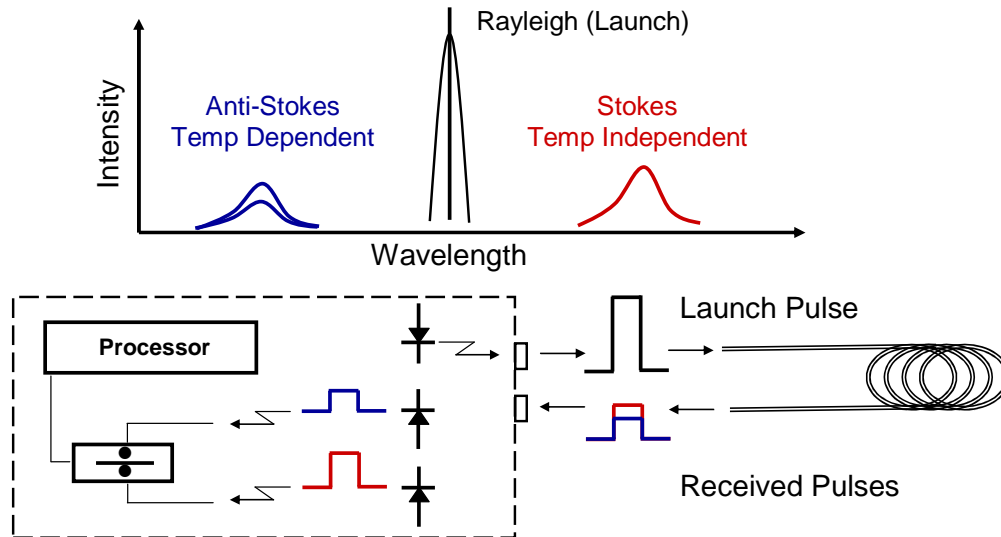 Rayleigh (Launch)
Anti-Stokes
Temp Dependent
Stokes
Temp Independent
Intensity
Wavelength
Launch Pulse
Processor
Received Pulses